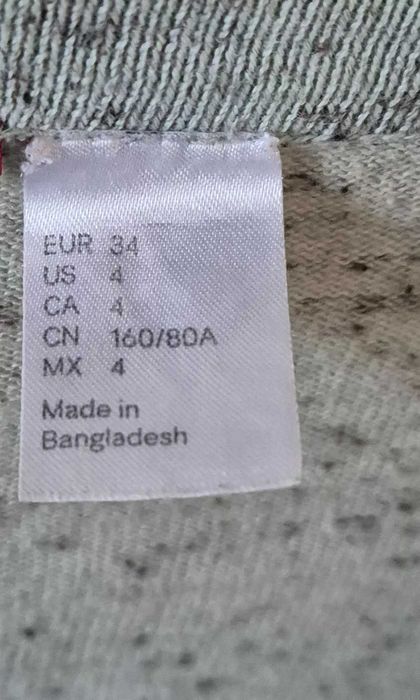 EUR 34
US 4
CA 4
CN 160/80A
MX 4
Made in
Bangladesh